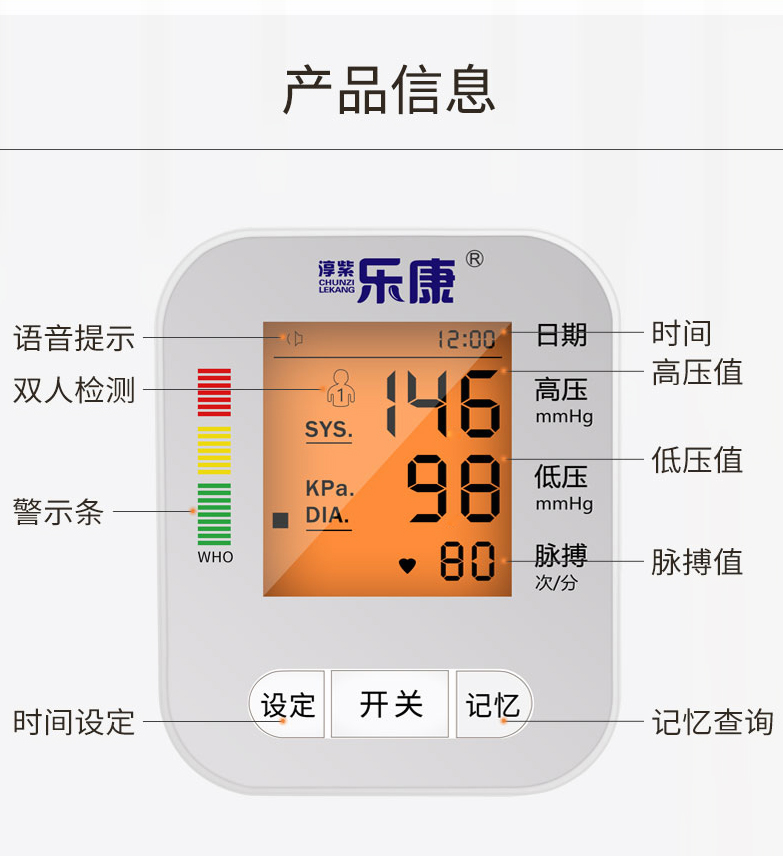 产品信息
淳紫
CHUNZI
LEKANG
乐康®
语音提示
12:00
日期
时间
双人检测
1
146
高压
mmHg
高压值
SYS.
98
低压
mmHg
低压值
KPa.
DIA.
警示条
WHO
80
脉搏
次/分
脉搏值
设定
开关
记忆
时间设定
记忆查询